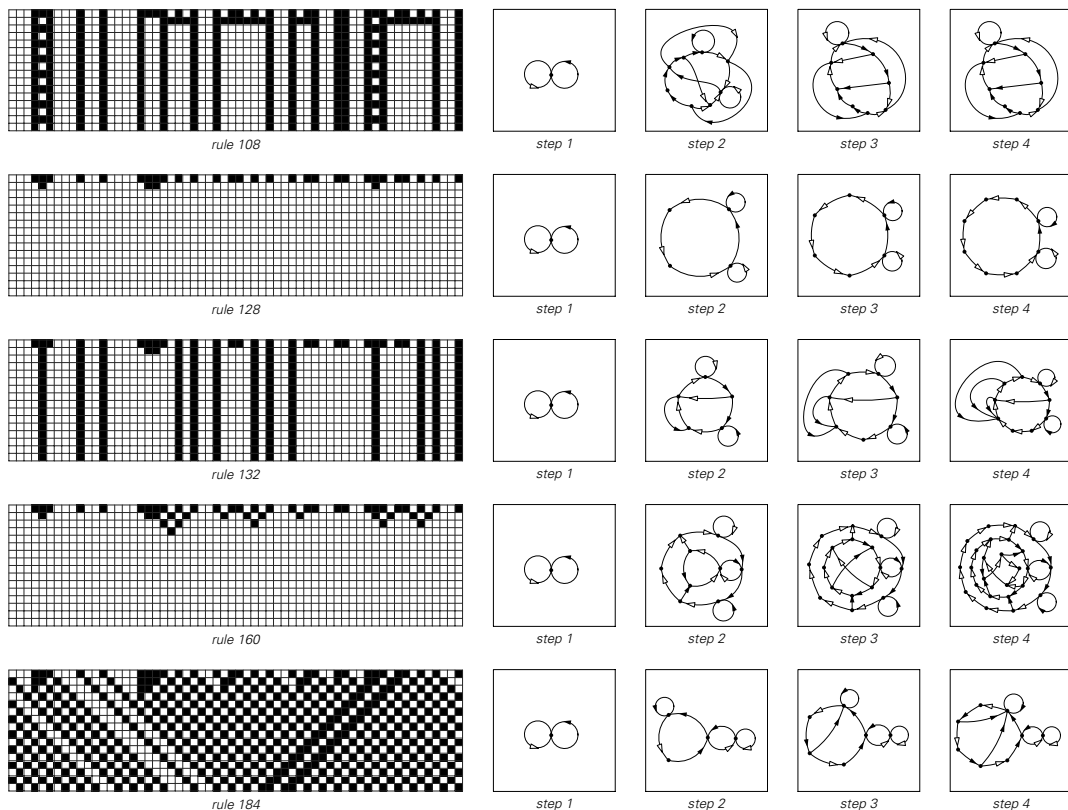 rule 108 step 1 step 2 step 3 step 4
rule 128 step 1 step 2 step 3 step 4
rule 132 step 1 step 2 step 3 step 4
rule 160 step 1 step 2 step 3 step 4
rule 184 step 1 step 2 step 3 step 4